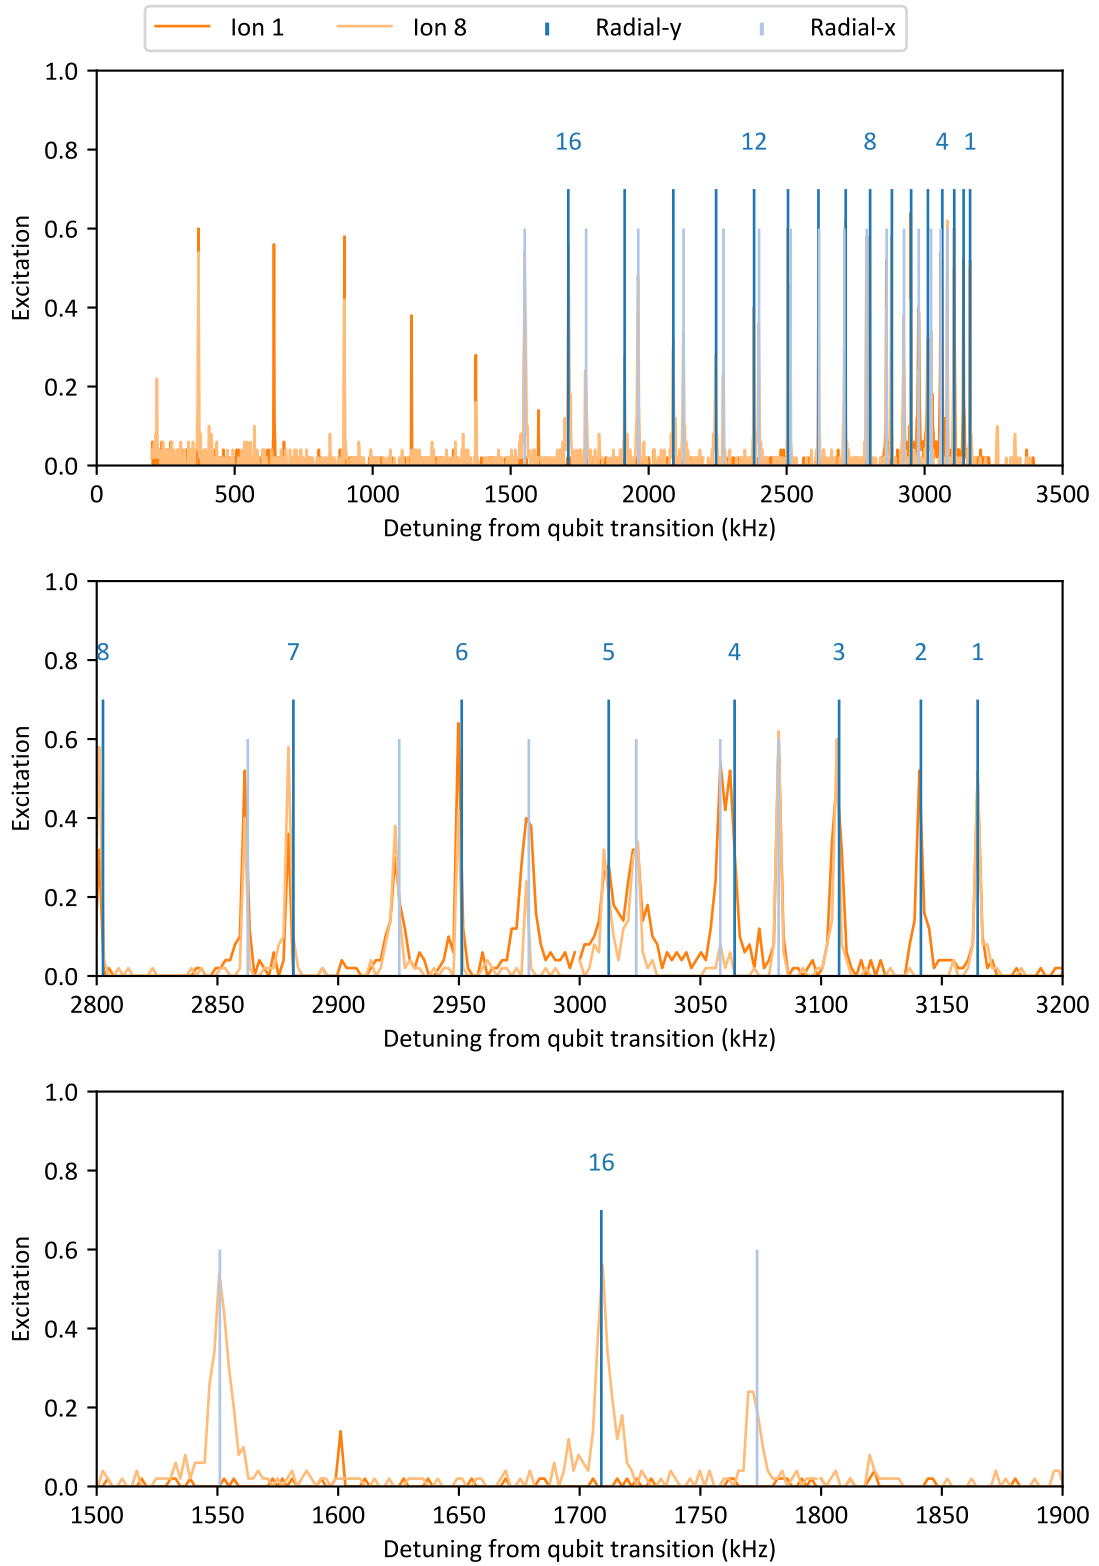 Ion 1 Ion 8 Radial-y Radial-x
1.0
16 12 8 4 1
0.8
0.6
Excitation
0.4
0.2
0.0
0 500 1000 1500 2000 2500 3000 3500
Detuning from qubit transition (kHz)
1.0
8 7 6 5 4 3 2 1
0.8
0.6
Excitation
0.4
0.2
0.0
2800 2850 2900 2950 3000 3050 3100 3150 3200
Detuning from qubit transition (kHz)
1.0
16
0.8
0.6
Excitation
0.4
0.2
0.0
1500 1550 1600 1650 1700 1750 1800 1850 1900
Detuning from qubit transition (kHz)